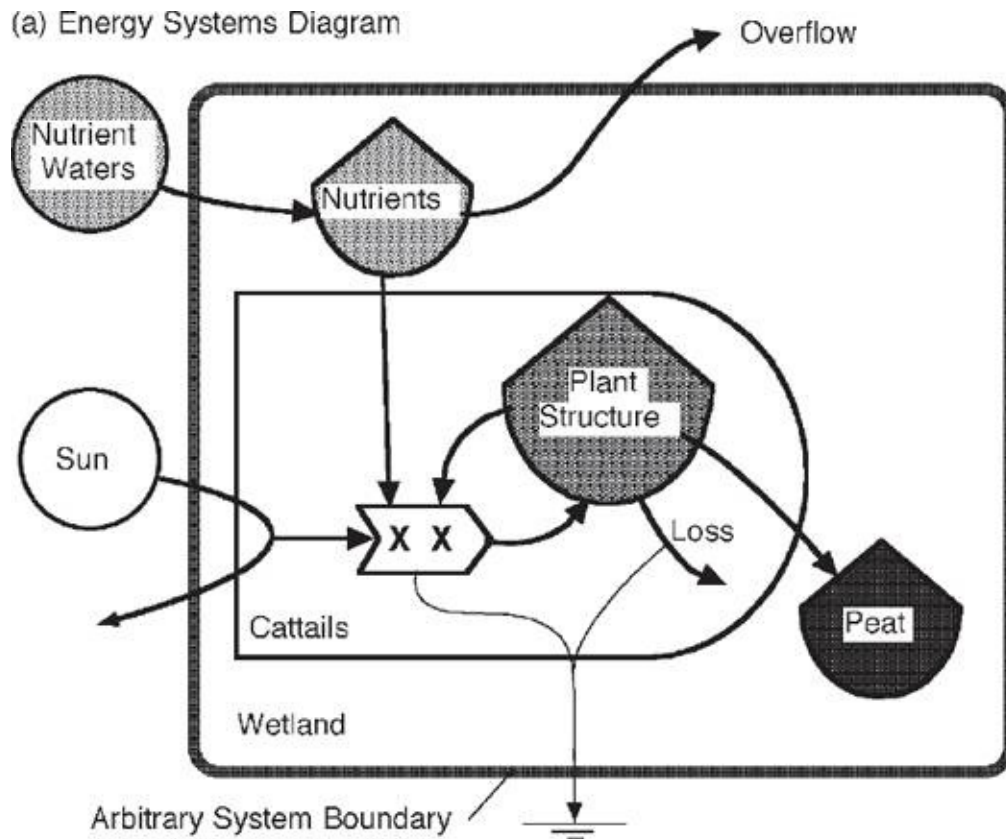 (a) Energy Systems Diagram
Overflow
Nutrient
Waters
Nutrients
Plant
Structure
Sun
X X
Loss
Cattails
Peat
Wetland
Arbitrary System Boundary